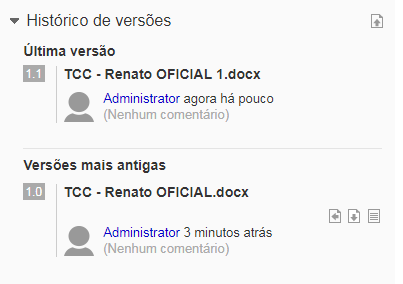 Histórico de versões
Última versão
1.1 TCC - Renato OFICIAL 1.docx
Administrator agora há pouco
(Nenhum comentário)
Versões mais antigas
1.0 TCC - Renato OFICIAL.docx
Administrator 3 minutos atrás
(Nenhum comentário)